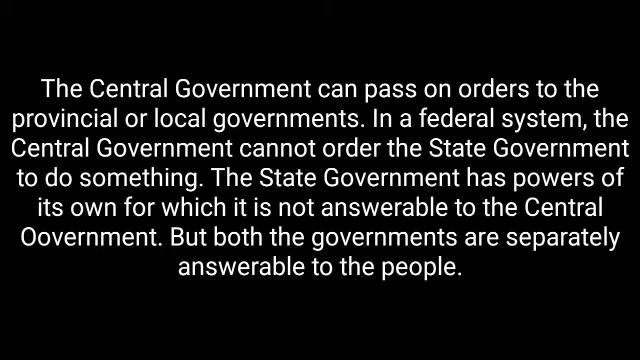 The Central Government can pass on orders to the
provincial or local governments. In a federal system, the
Central Government cannot order the State Government
to do something. The State Government has powers of
its own for which it is not answerable to the Central
Oovernment. But both the governments are separately
answerable to the people.